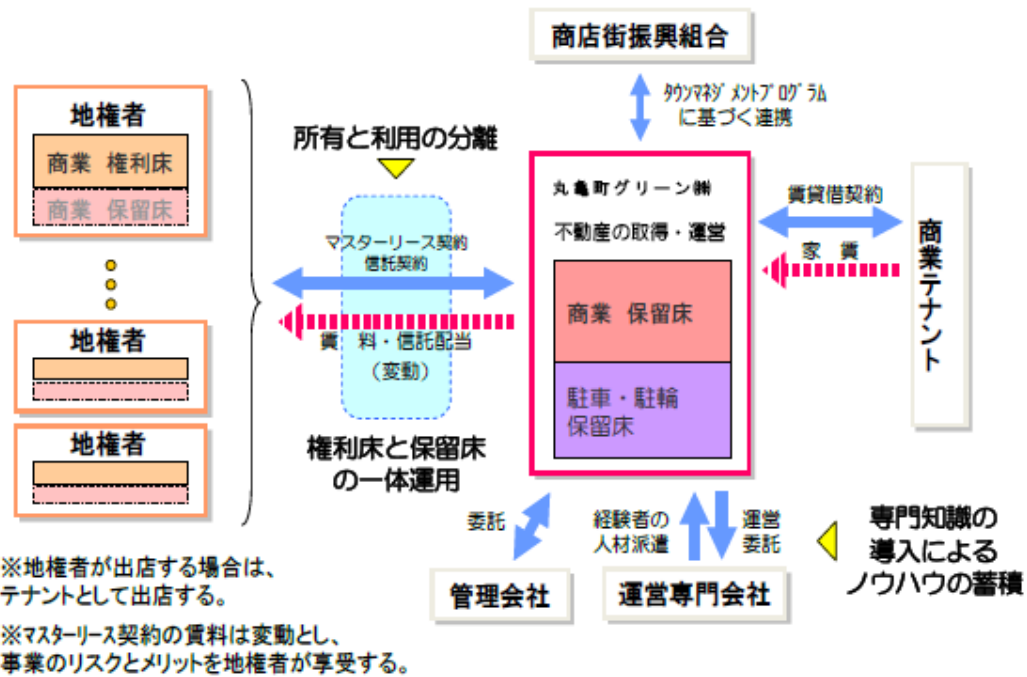 商店街振興組合
タウンマネジメントプログラム
に基づく連携
地権者
商業 権利床
商業 保留床
地権者
地権者
所有と利用の分離
マスターリース契約
信託契約
賃 料・信託配当
(変動)
権利床と保留床
の一体運用
丸亀町グリーン㈱
不動産の取得・運営
商業 保留床
駐車・駐輪
保留床
賃貸借契約
家 賃
商業テナント
委託
経験者の
人材派遣
運営
委託
管理会社
運営専門会社
専門知識の
導入による
ノウハウの蓄積
※地権者が出店する場合は、
テナントとして出店する。
※マスターリース契約の賃料は変動とし、
事業のリスクとメリットを地権者が享受する。